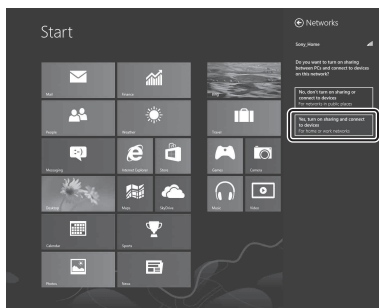 Start
Mail
Finance
People
Weather
Travel
Messaging
Internet Explorer
Store
Games
Camera
Desktop
Maps
SkyDrive
Music
Video
Calendar
Sports
Photos
News
Networks
Sony_Home
Do you want to turn on sharing
between PCs and connect to devices
on this network?
No, don't turn on sharing or
connect to devices
For networks in public places
Yes, turn on sharing and connect
to devices
For home or work networks